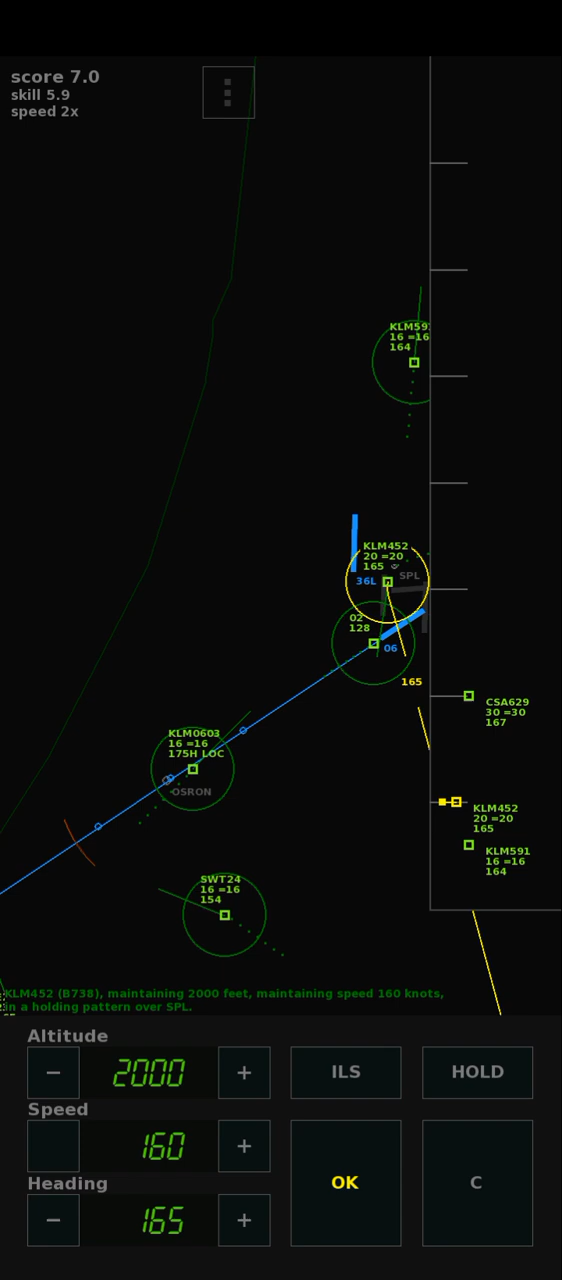 score 7.0
skill 5.9
speed 2x
KLM591
16 =16
164
KLM452
20 =20
165
SPL
36L
02
128
06
165
CSA629
30 =30
167
KLM0603
16 =16
175H LOC
OSRON
KLM452
20 =20
165
KLM591
16 =16
164
SWT24
16 =16
154
KLM452 (B738), maintaining 2000 feet, maintaining speed 160 knots,
in a holding pattern over SPL.
Altitude
− 2000 + ILS HOLD
Speed
160 + OK C
Heading
− 165 +